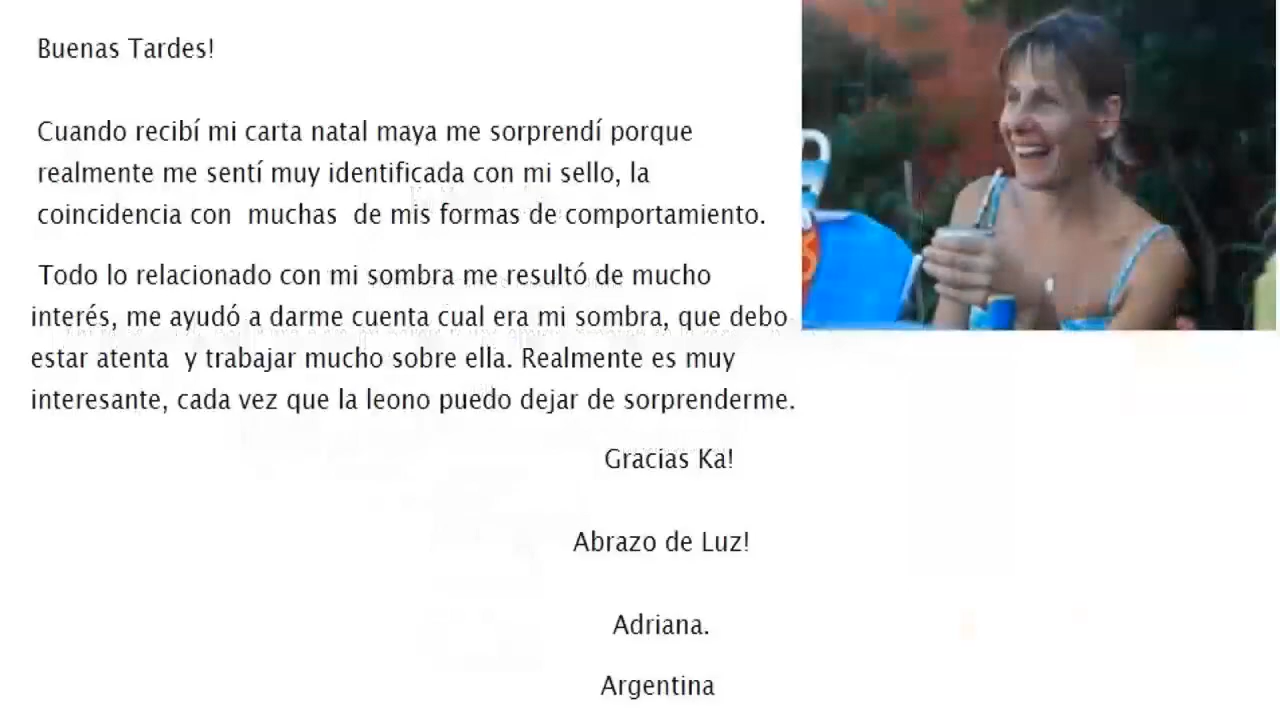 Buenas Tardes!
Cuando recibí mi carta natal maya me sorprendí porque
realmente me sentí muy identificada con mi sello, la
coincidencia con muchas de mis formas de comportamiento.
Todo lo relacionado con mi sombra me resultó de mucho
interés, me ayudó a darme cuenta cual era mi sombra, que debo
estar atenta y trabajar mucho sobre ella. Realmente es muy
interesante, cada vez que la leono puedo dejar de sorprenderme.
Gracias Ka!
Abrazo de Luz!
Adriana.
Argentina